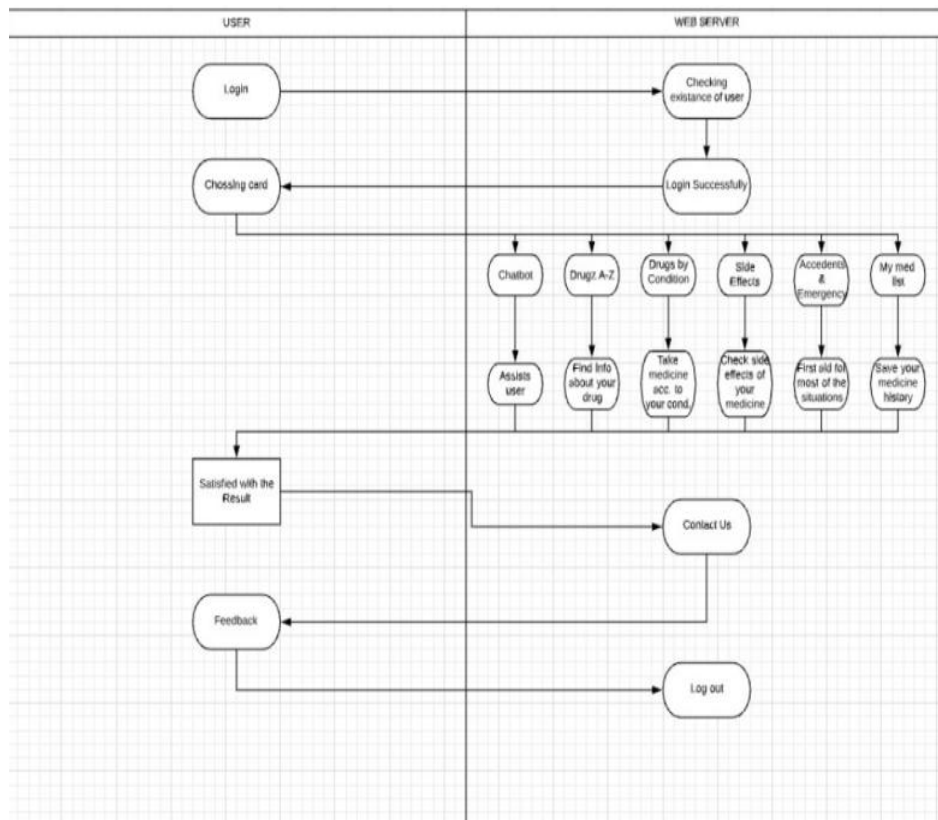 USER
WEB SERVER
Login
Checking
existance of user
Chossing card
Login Successfully
Chatbot
Drugz A-Z
Drugs by
Condition
Side
Effects
Accedents
&
Emergency
My med
list
Assists
user
Find Info
about your
drug
Take
medicine
acc. to
your cond.
Check side
effects of
your
medicine
First aid for
most of the
situations
Save your
medicine
history
Satisfied with the
Result
Contact Us
Feedback
Log out